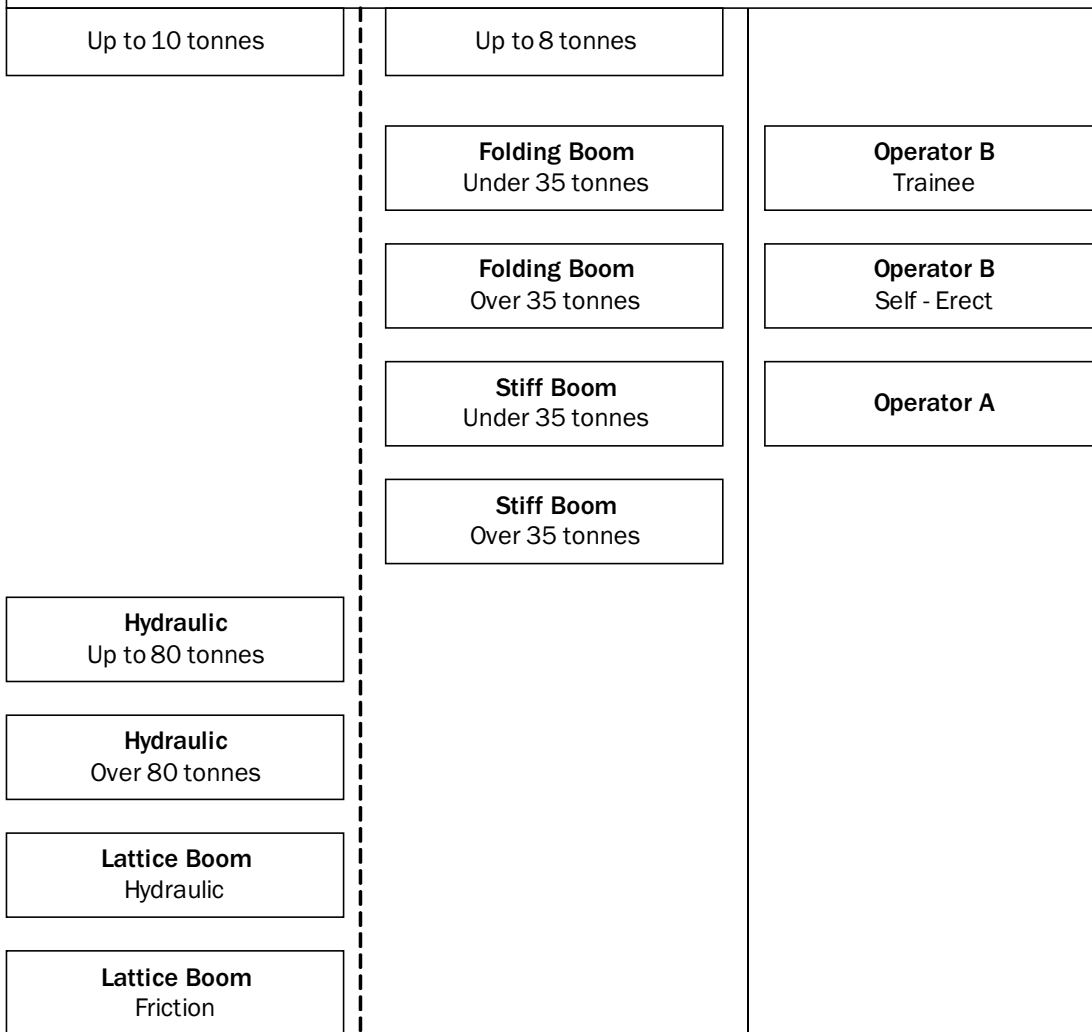 Up to 10 tonnes
Up to 8 tonnes
Folding Boom
Under 35 tonnes
Operator B
Trainee
Folding Boom
Over 35 tonnes
Operator B
Self - Erect
Stiff Boom
Under 35 tonnes
Operator A
Stiff Boom
Over 35 tonnes
Hydraulic
Up to 80 tonnes
Hydraulic
Over 80 tonnes
Lattice Boom
Hydraulic
Lattice Boom
Friction